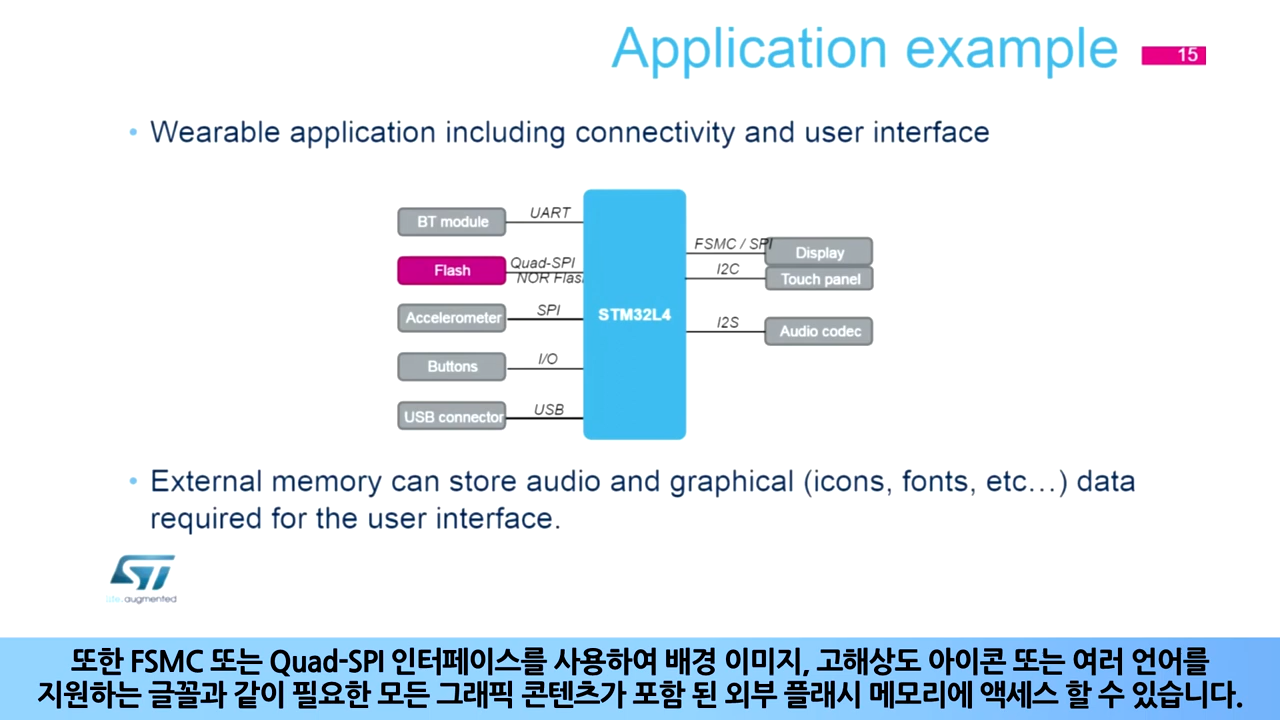 Application example
15
• Wearable application including connectivity and user interface
BT module
UART
Flash
Quad-SPI
NOR Flas
Accelerometer
SPI
Buttons
I/O
USB connector
USB
STM32L4
FSMC / SPI
Display
I2C
Touch panel
I2S
Audio codec
• External memory can store audio and graphical (icons, fonts, etc…) data
required for the user interface.
ST
life.augmented
또한 FSMC 또는 Quad-SPI 인터페이스를 사용하여 배경 이미지, 고해상도 아이콘 또는 여러 언어를
지원하는 글꼴과 같이 필요한 모든 그래픽 콘텐츠가 포함 된 외부 플래시 메모리에 액세스 할 수 있습니다.